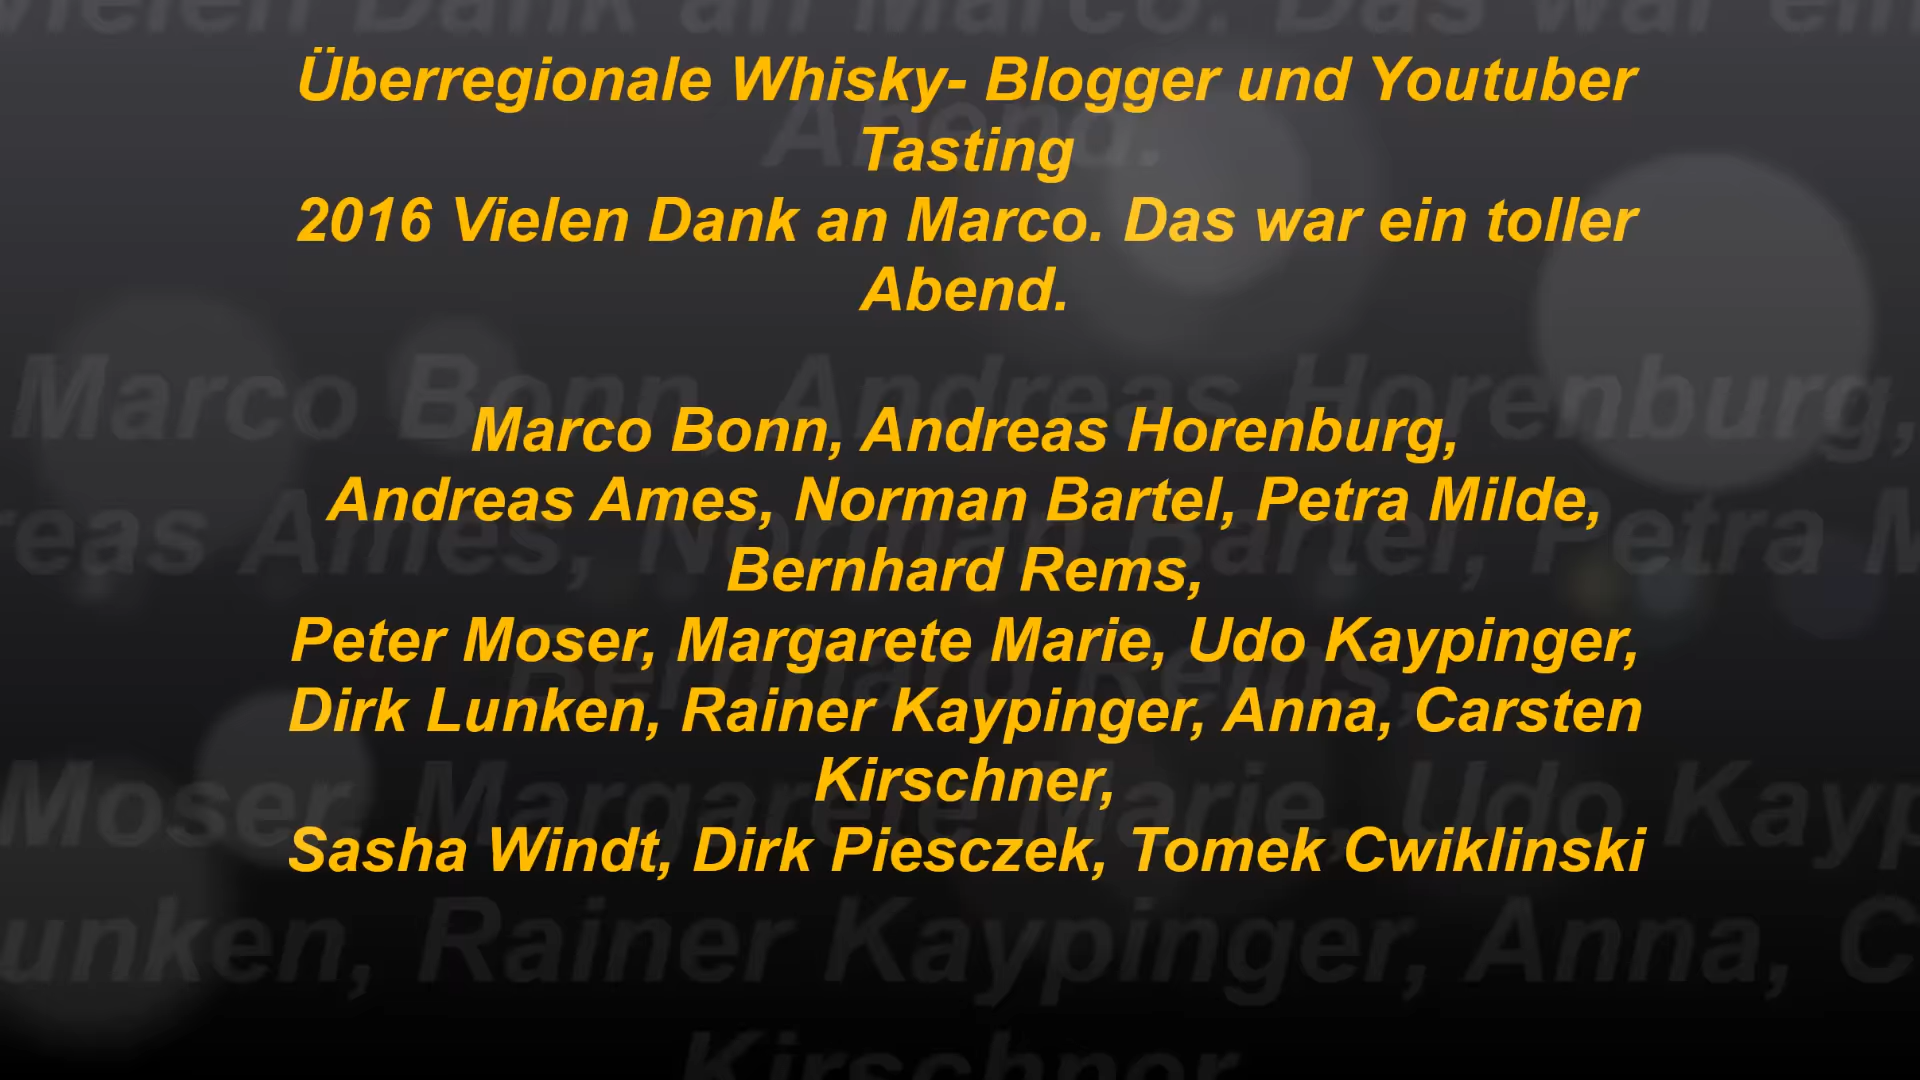 Überregionale Whisky- Blogger und Youtuber
Tasting
2016 Vielen Dank an Marco. Das war ein toller
Abend.
Marco Bonn, Andreas Horenburg,
Andreas Ames, Norman Bartel, Petra Milde,
Bernhard Rems,
Peter Moser, Margarete Marie, Udo Kaypinger,
Dirk Lunken, Rainer Kaypinger, Anna, Carsten
Kirschner,
Sasha Windt, Dirk Piesczek, Tomek Cwiklinski